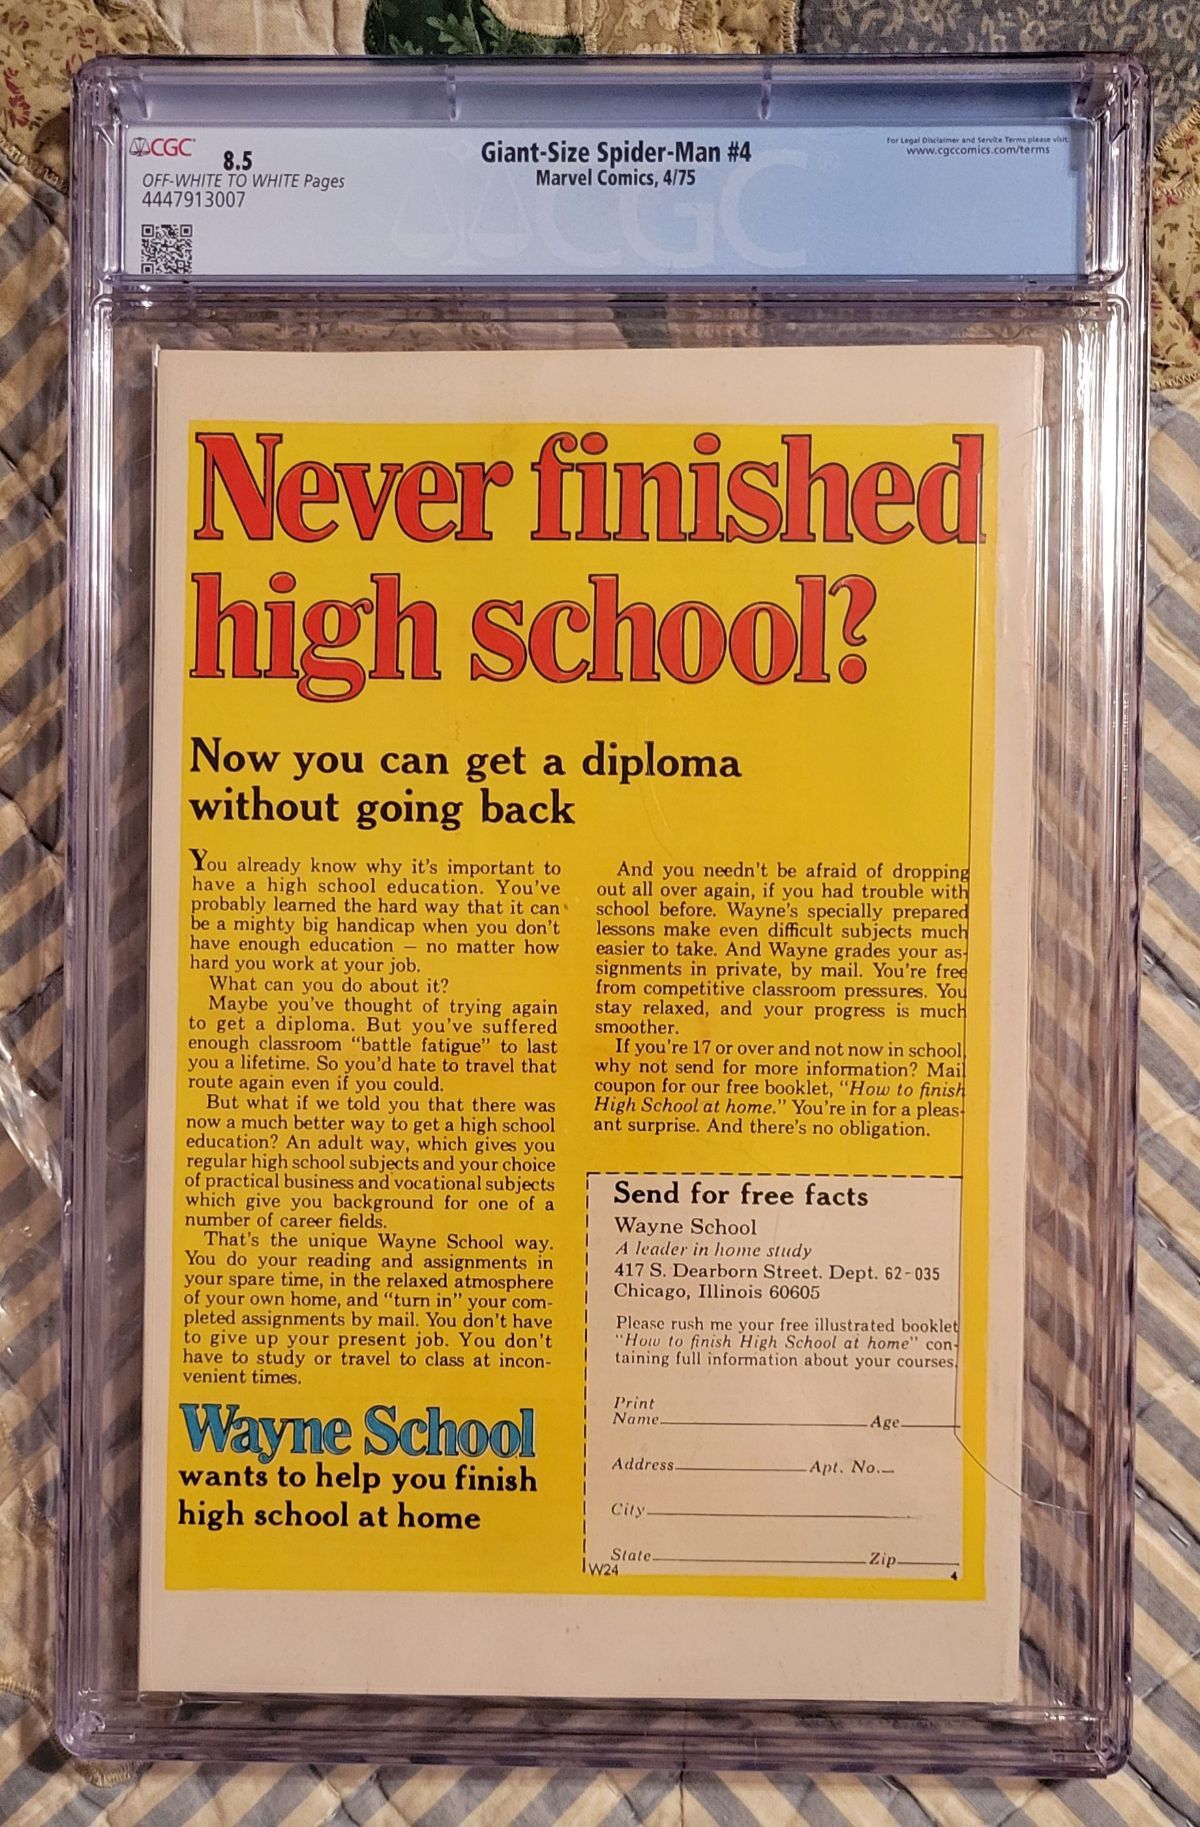 CGC
8.5
OFF-WHITE TO WHITE Pages
4447913007
Giant-Size Spider-Man #4
Marvel Comics, 4/75
For Legal Disclaimer and Service Terms please visit:
www.cgccomics.com/terms
CGC
Never finished
high school?
Now you can get a diploma
without going back
You already know why it's important to
have a high school education. You've
probably learned the hard way that it can
be a mighty big handicap when you don't
have enough education — no matter how
hard you work at your job.
What can you do about it?
Maybe you've thought of trying again
to get a diploma. But you've suffered
enough classroom "battle fatigue" to last
you a lifetime. So you'd hate to travel that
route again even if you could.
But what if we told you that there was
now a much better way to get a high school
education? An adult way, which gives you
regular high school subjects and your choice
of practical business and vocational subjects
which give you background for one of a
number of career fields.
That's the unique Wayne School way.
You do your reading and assignments in
your spare time, in the relaxed atmosphere
of your own home, and "turn in" your com-
pleted assignments by mail. You don't have
to give up your present job. You don't
have to study or travel to class at incon-
venient times.
Wayne School
wants to help you finish
high school at home
And you needn't be afraid of dropping
out all over again, if you had trouble with
school before. Wayne's specially prepared
lessons make even difficult subjects much
easier to take. And Wayne grades your as-
signments in private, by mail. You're free
from competitive classroom pressures. You
stay relaxed, and your progress is much
smoother.
If you're 17 or over and not now in school,
why not send for more information? Mail
coupon for our free booklet, "How to finish
High School at home." You're in for a pleas-
ant surprise. And there's no obligation.
Send for free facts
Wayne School
A leader in home study
417 S. Dearborn Street. Dept. 62-035
Chicago, Illinois 60605
Please rush me your free illustrated booklet
"How to finish High School at home" con-
taining full information about your courses.
Print
Name Age
Address Apt. No.
City
State Zip
W24 4